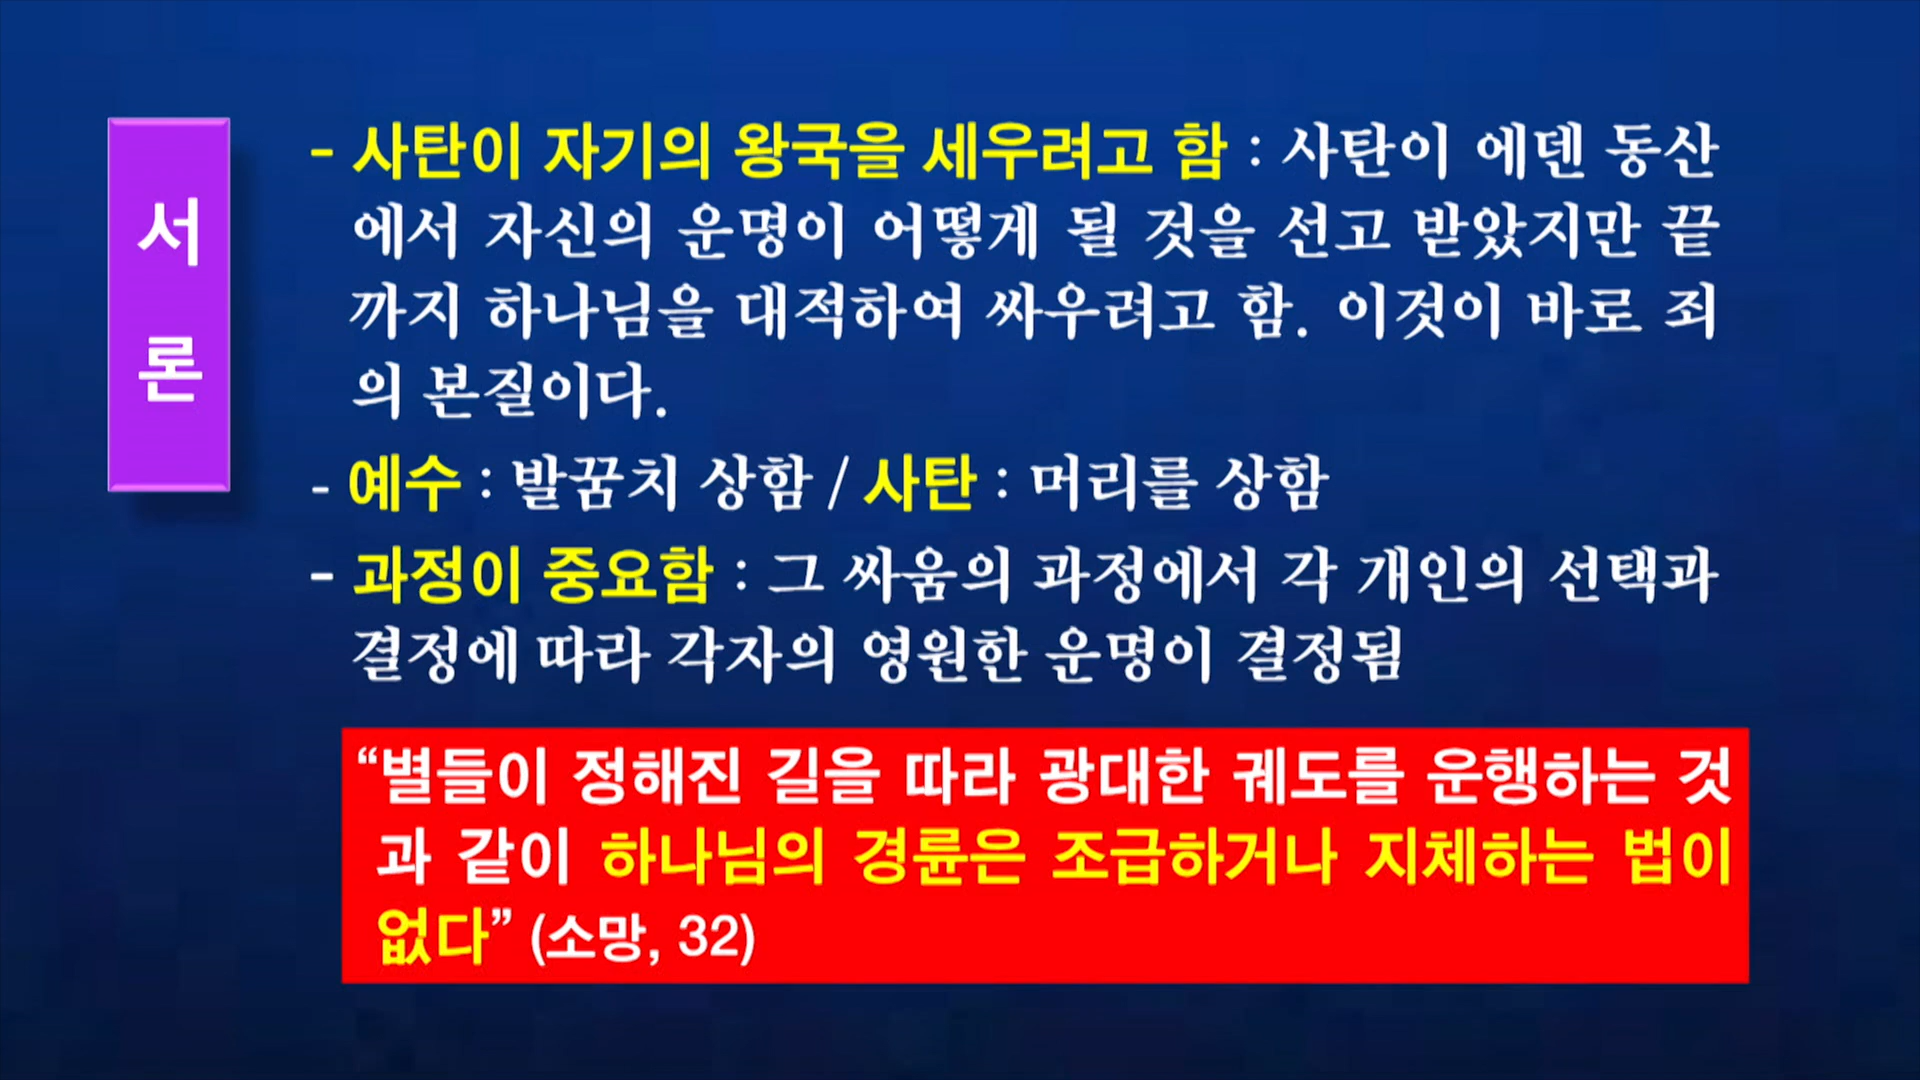 서
론
- 사탄이 자기의 왕국을 세우려고 함 : 사탄이 에덴 동산
에서 자신의 운명이 어떻게 될 것을 선고 받았지만 끝
까지 하나님을 대적하여 싸우려고 함. 이것이 바로 죄
의 본질이다.
- 예수 : 발꿈치 상함 / 사탄 : 머리를 상함
- 과정이 중요함 : 그 싸움의 과정에서 각 개인의 선택과
결정에 따라 각자의 영원한 운명이 결정됨
“별들이 정해진 길을 따라 광대한 궤도를 운행하는 것
과 같이 하나님의 경륜은 조급하거나 지체하는 법이
없다” (소망, 32)